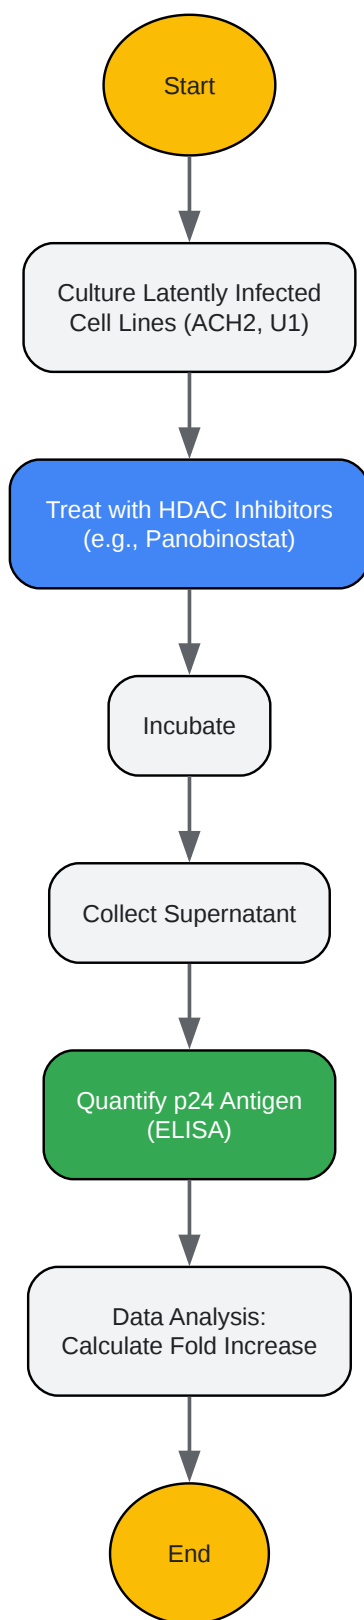 Start
Culture Latently Infected
Cell Lines (ACH2, U1)
Treat with HDAC Inhibitors
(e.g., Panobinostat)
Incubate
Collect Supernatant
Quantify p24 Antigen
(ELISA)
Data Analysis:
Calculate Fold Increase
End